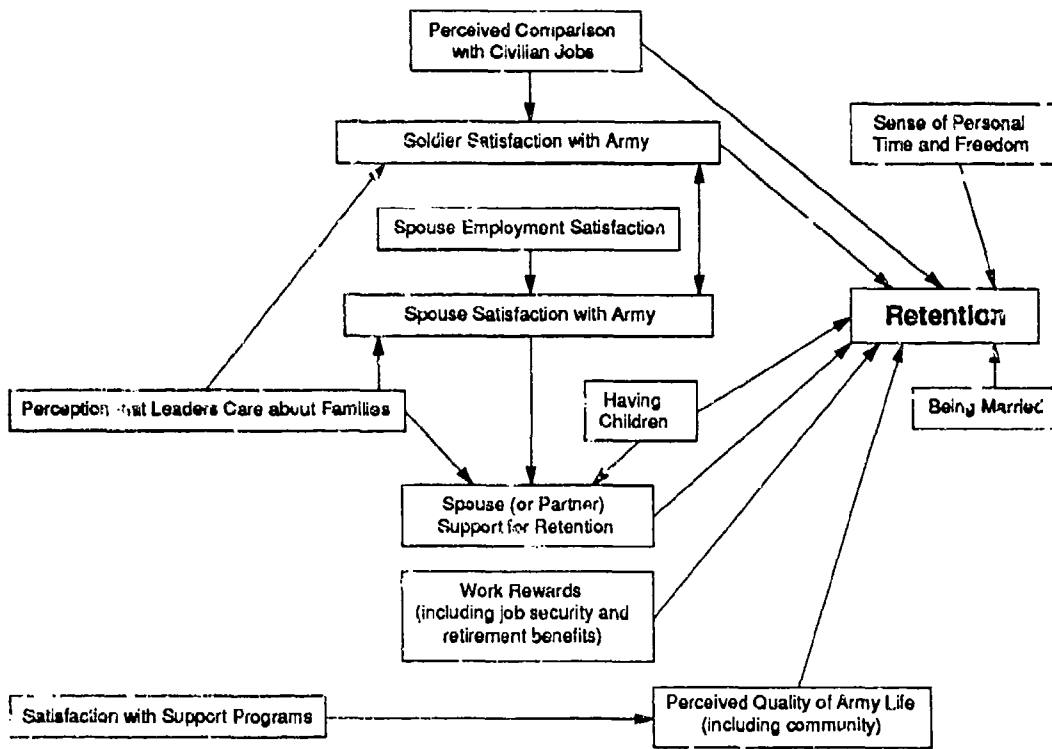 Perceived Comparison
with Civilian Jobs
Soldier Satisfaction with Army
Sense of Personal
Time and Freedom
Spouse Employment Satisfaction
Spouse Satisfaction with Army
Retention
Perception that Leaders Care about Families
Having
Children
Being Married
Spouse (or Partner)
Support for Retention
Work Rewards
(including job security and
retirement benefits)
Satisfaction with Support Programs
Perceived Quality of Army Life
(including community)